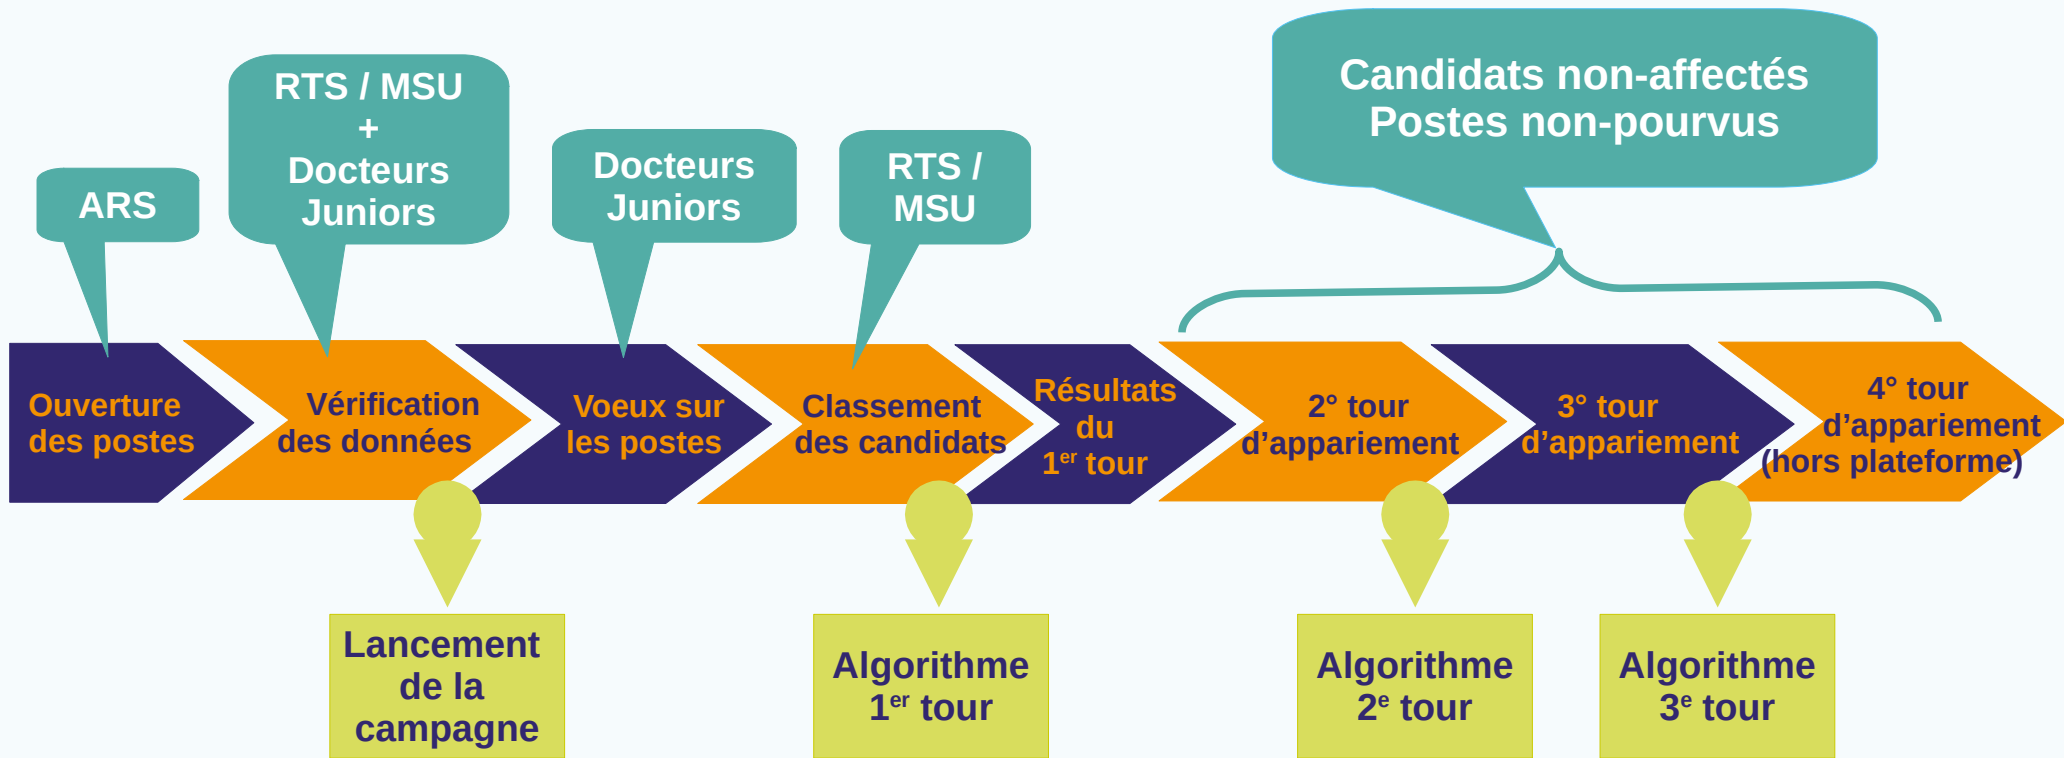 ARS
RTS / MSU
+
Docteurs
Juniors
Docteurs
Juniors
RTS /
MSU
Candidats non-affectés
Postes non-pourvus
Ouverture
des postes
Vérification
des données
Voeux sur
les postes
Classement
des candidats
Résultats
du
1er tour
2° tour
d’appariement
3° tour
d’appariement
4° tour
d’appariement
(hors plateforme)
Lancement
de la
campagne
Algorithme
1er tour
Algorithme
2e tour
Algorithme
3e tour